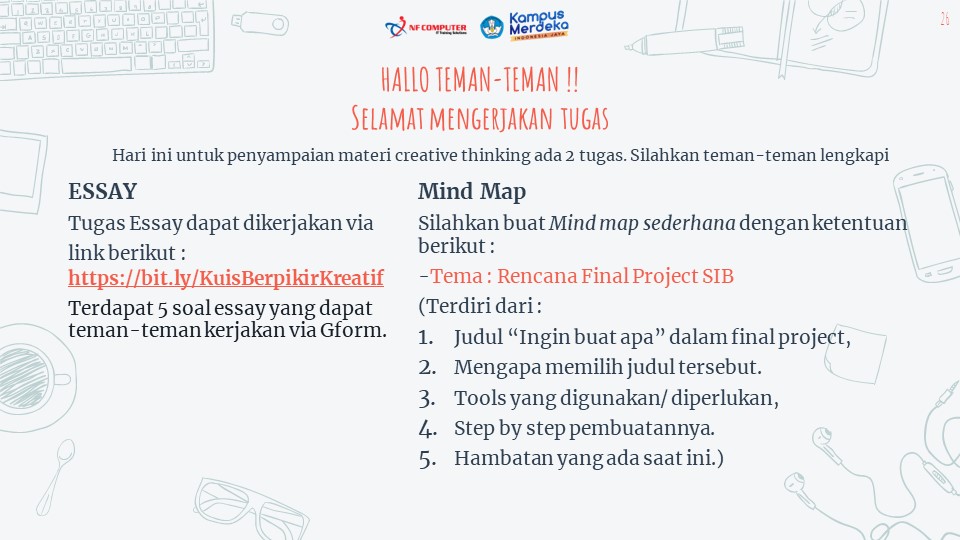 NF COMPUTER
IT Training Solutions
Kampus
Merdeka
INDONESIA JAYA
26
HALLO TEMAN-TEMAN !!
SELAMAT MENGERJAKAN TUGAS
Hari ini untuk penyampaian materi creative thinking ada 2 tugas. Silahkan teman-teman lengkapi
ESSAY
Tugas Essay dapat dikerjakan via
link berikut :
https://bit.ly/KuisBerpikirKreatif
Terdapat 5 soal essay yang dapat
teman-teman kerjakan via Gform.
Mind Map
Silahkan buat Mind map sederhana dengan ketentuan
berikut :
-Tema : Rencana Final Project SIB
(Terdiri dari :
1. Judul “Ingin buat apa” dalam final project,
2. Mengapa memilih judul tersebut.
3. Tools yang digunakan/ diperlukan,
4. Step by step pembuatannya.
5. Hambatan yang ada saat ini.)